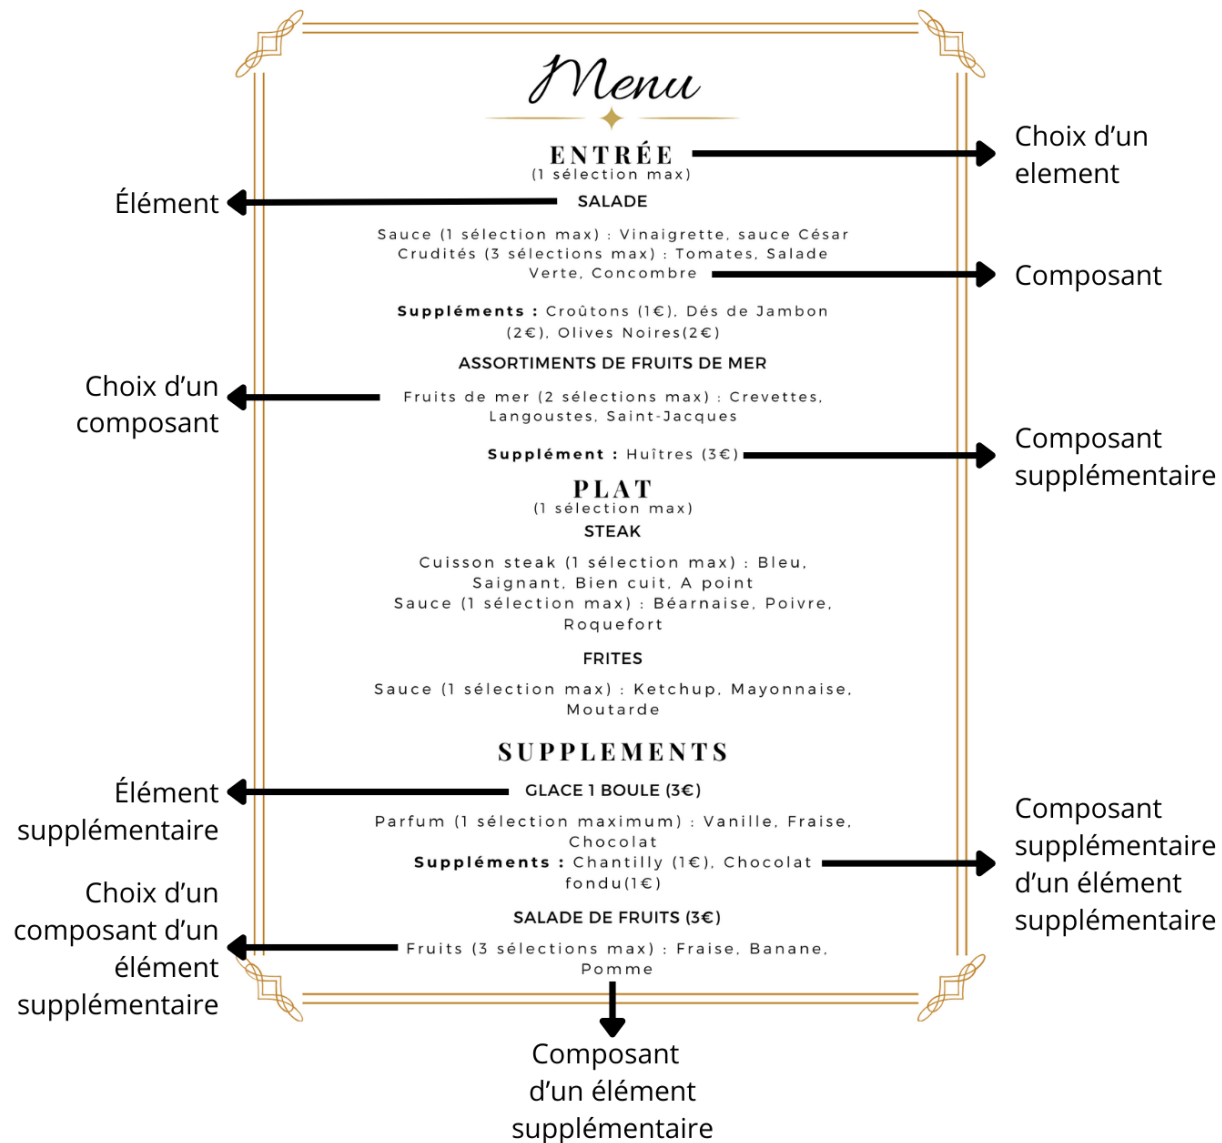 Menu
ENTRÉE
(1 sélection max)
Choix d’un
element
Élément
SALADE
Sauce (1 sélection max) : Vinaigrette, sauce César
Crudités (3 sélections max) : Tomates, Salade
Verte, Concombre
Composant
Suppléments : Croûtons (1€), Dés de Jambon
(2€), Olives Noires(2€)
ASSORTIMENTS DE FRUITS DE MER
Choix d’un
composant
Fruits de mer (2 sélections max) : Crevettes,
Langoustes, Saint-Jacques
Supplément : Huîtres (3€)
Composant
supplémentaire
PLAT
(1 sélection max)
STEAK
Cuisson steak (1 sélection max) : Bleu,
Saignant, Bien cuit, A point
Sauce (1 sélection max) : Béarnaise, Poivre,
Roquefort
FRITES
Sauce (1 sélection max) : Ketchup, Mayonnaise,
Moutarde
SUPPLEMENTS
Élément
supplémentaire
GLACE 1 BOULE (3€)
Parfum (1 sélection maximum) : Vanille, Fraise,
Chocolat
Suppléments : Chantilly (1€), Chocolat
fondu(1€)
Composant
supplémentaire
d’un élément
supplémentaire
SALADE DE FRUITS (3€)
Choix d’un
composant d’un
élément
supplémentaire
Fruits (3 sélections max) : Fraise, Banane,
Pomme
Composant
d’un élément
supplémentaire